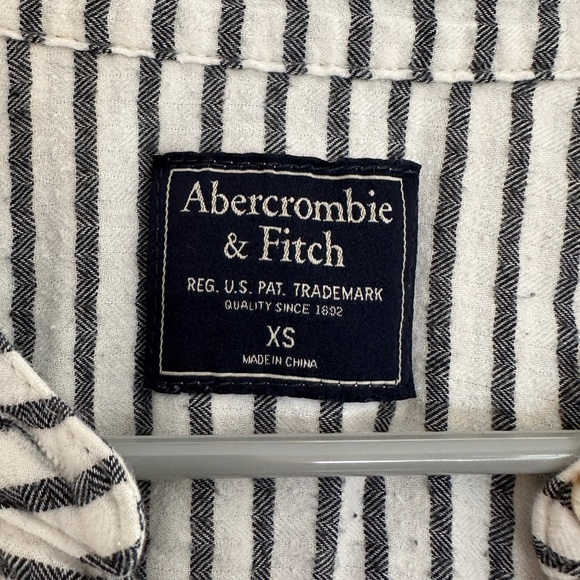 Abercrombie
& Fitch
REG. U.S. PAT. TRADEMARK
QUALITY SINCE 1892
XS
MADE IN CHINA